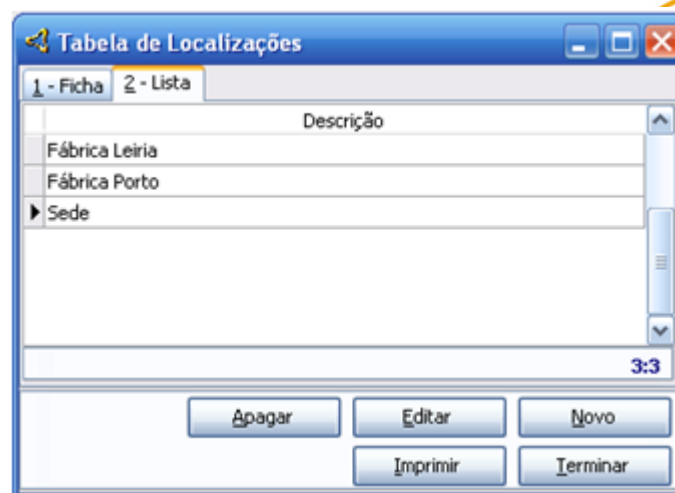 Tabela de Localizações
1 - Ficha 2 - Lista
Descrição
Fábrica Leiria
Fábrica Porto
Sede
3:3
Apagar Editar Novo
Imprimir Terminar